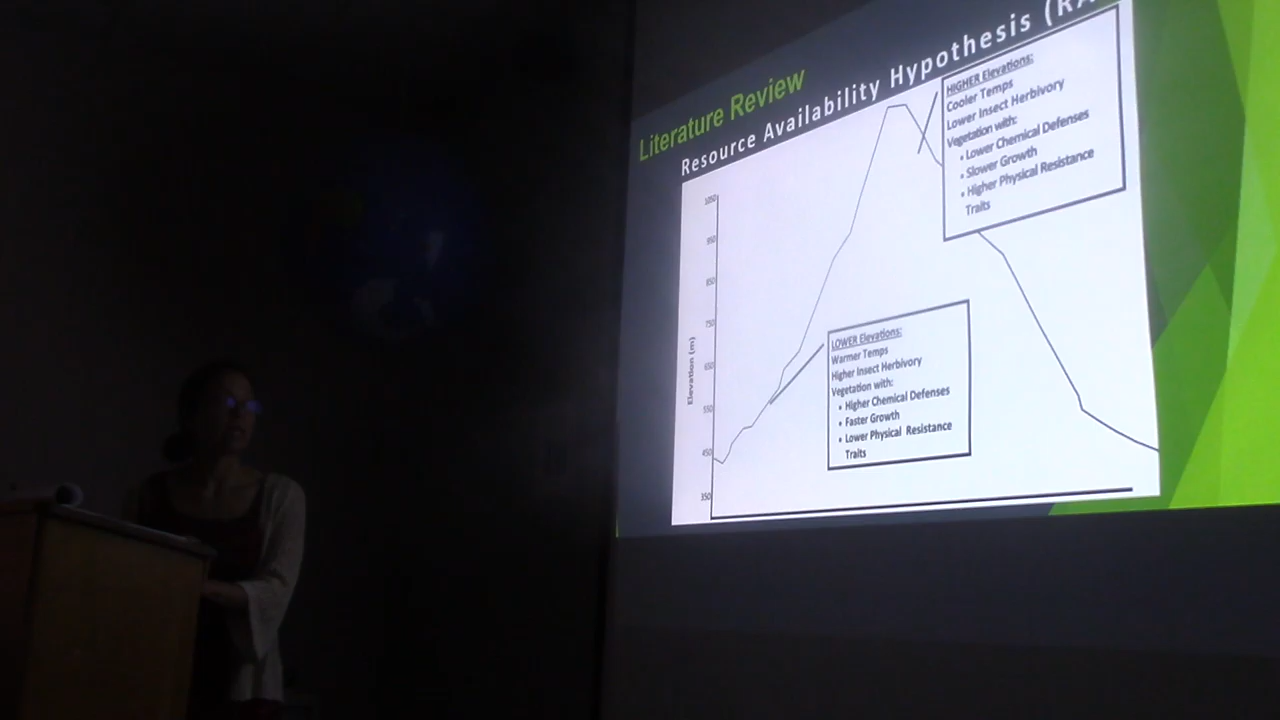 Literature Review
Resource Availability Hypothesis (RA
HIGHER Elevations:
Cooler Temps
Lower Insect Herbivory
Vegetation with:
• Lower Chemical Defenses
• Slower Growth
• Higher Physical Resistance
Traits
1050
950
850
750
650
550
450
350
Elevation (m)
LOWER Elevations:
Warmer Temps
Higher Insect Herbivory
Vegetation with:
• Higher Chemical Defenses
• Faster Growth
• Lower Physical Resistance
Traits